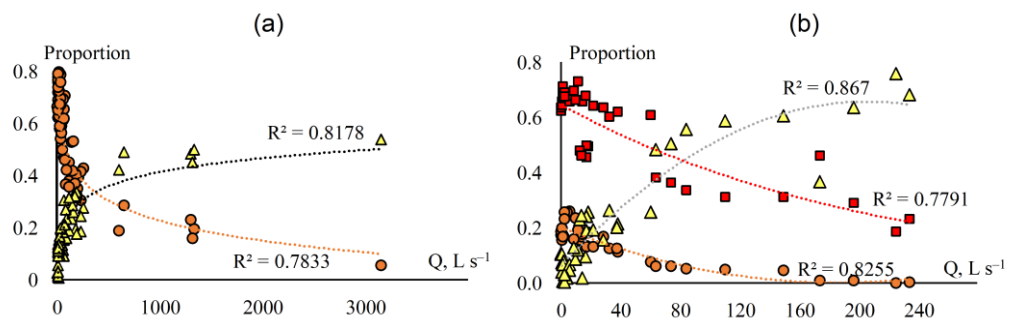 (a)
Proportion
0.8
0.6
0.4
0.2
0
R² = 0.8178
R² = 0.7833
Q, L s⁻¹
0
1000
2000
3000
(b)
Proportion
0.8
0.6
0.4
0.2
0.0
R² = 0.867
R² = 0.7791
R² = 0.8255
Q, L s⁻¹
0
40
80
120
160
200
240